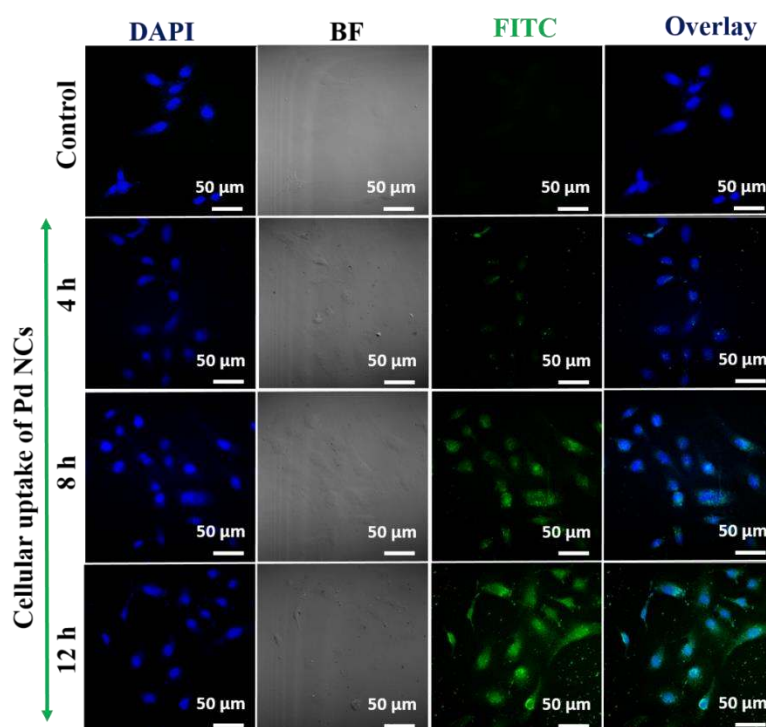 DAPI BF FITC Overlay
Control
50 µm 50 µm 50 µm 50 µm
Cellular uptake of Pd NCs
4 h
50 µm 50 µm 50 µm 50 µm
8 h
50 µm 50 µm 50 µm 50 µm
12 h
50 µm 50 µm 50 µm 50 µm